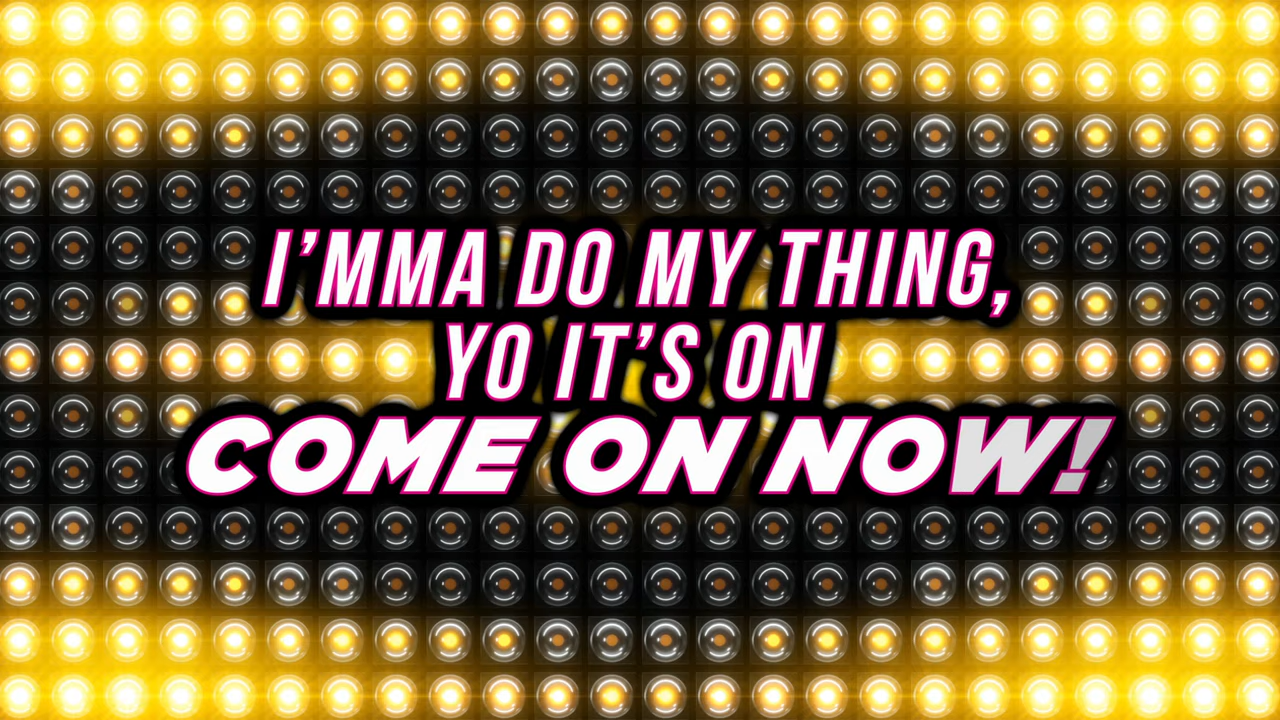 I’MMA DO MY THING,
YO IT’S ON
COME ON NOW!